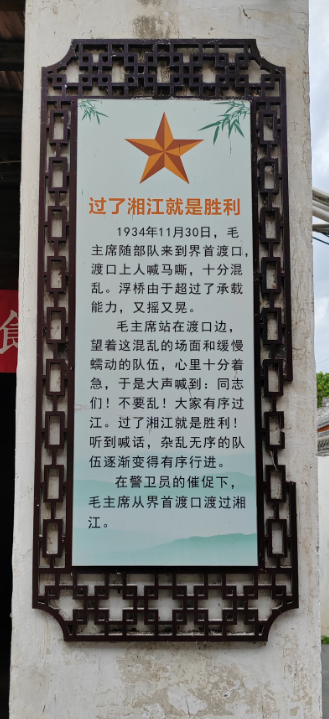 过了湘江就是胜利
1934年11月30日，毛
主席随部队来到界首渡口，
渡口上人喊马嘶，十分混
乱。浮桥由于超过了承载
能力，又摇又晃。
毛主席站在渡口边，
望着这混乱的场面和缓慢
蠕动的队伍，心里十分着
急，于是大声喊到：同志
们！不要乱！大家有序过
江。过了湘江就是胜利！
听到喊话，杂乱无序的队
伍逐渐变得有序行进。
在警卫员的催促下，
毛主席从界首渡口渡过湘
江。